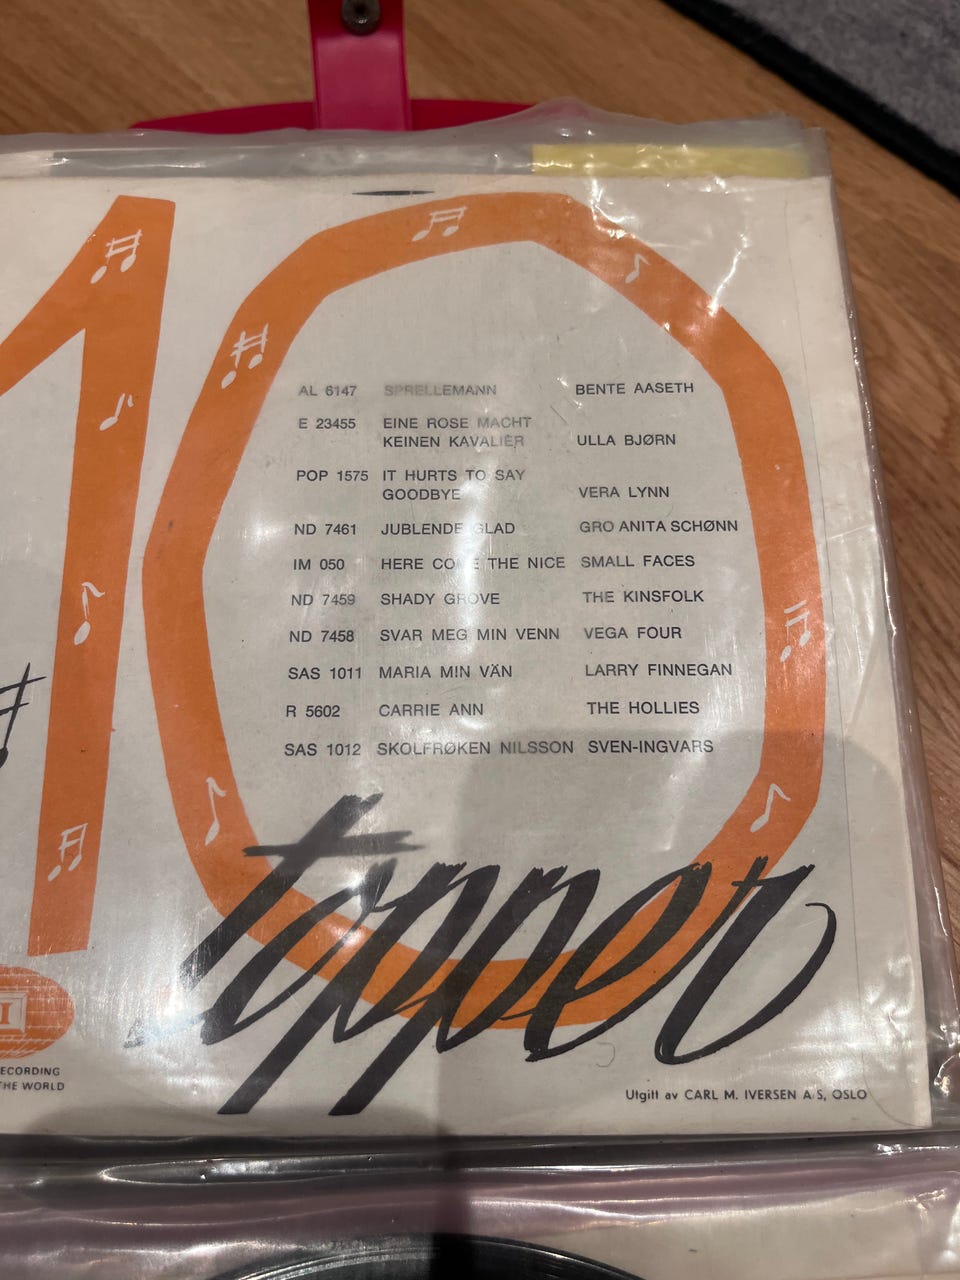 10
AL 6147 SPRELLEMANN BENTE AASETH
E 23455 EINE ROSE MACHT
KEINEN KAVALIER ULLA BJØRN
POP 1575 IT HURTS TO SAY
GOODBYE VERA LYNN
ND 7461 JUBLENDE GLAD GRO ANITA SCHØNN
IM 050 HERE COME THE NICE SMALL FACES
ND 7459 SHADY GROVE THE KINSFOLK
ND 7458 SVAR MEG MIN VENN VEGA FOUR
SAS 1011 MARIA MIN VÄN LARRY FINNEGAN
R 5602 CARRIE ANN THE HOLLIES
SAS 1012 SKOLFRØKEN NILSSON SVEN-INGVARS
topper
THE WORLD
Utgitt av CARL M. IVERSEN A/S, OSLO